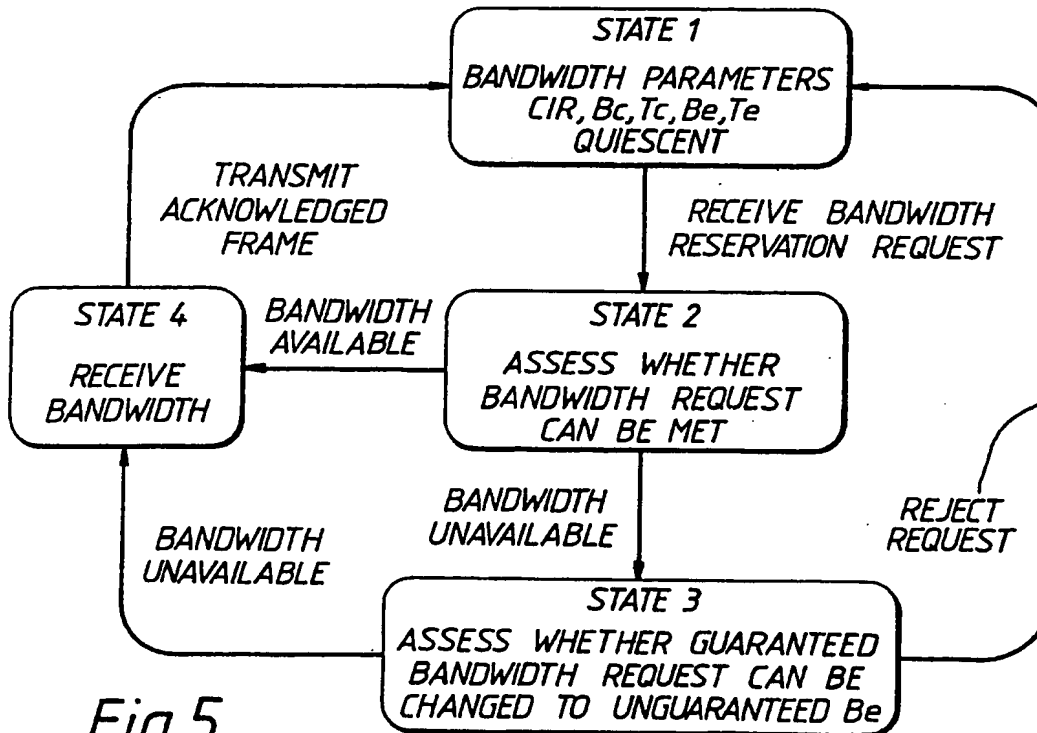 STATE 1
BANDWIDTH PARAMETERS
CIR, Bc, Tc, Be, Te
QUIESCENT
TRANSMIT
ACKNOWLEDGED
FRAME
RECEIVE BANDWIDTH
RESERVATION REQUEST
STATE 4
RECEIVE
BANDWIDTH
BANDWIDTH
AVAILABLE
STATE 2
ASSESS WHETHER
BANDWIDTH REQUEST
CAN BE MET
BANDWIDTH
UNAVAILABLE
BANDWIDTH
UNAVAILABLE
REJECT
REQUEST
STATE 3
ASSESS WHETHER GUARANTEED
BANDWIDTH REQUEST CAN BE
CHANGED TO UNGUARANTEED Be
Fig.5